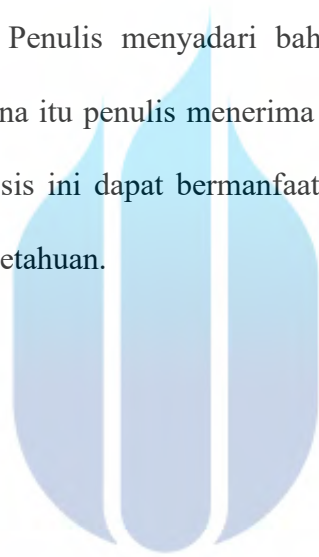 Penulis menyadari bah
na itu penulis menerima
sis ini dapat bermanfaat
etahuan.